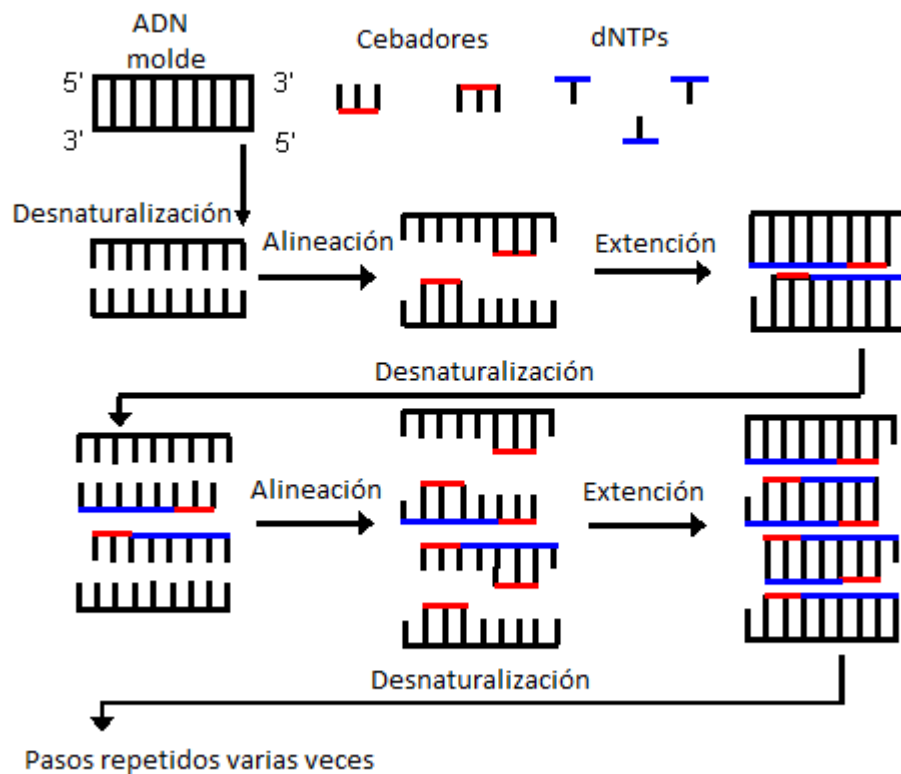 ADN
molde
Cebadores
dNTPs
5'
3'
3'
5'
Desnaturalización
Alineación
Extención
Desnaturalización
Alineación
Extención
Desnaturalización
Pasos repetidos varias veces